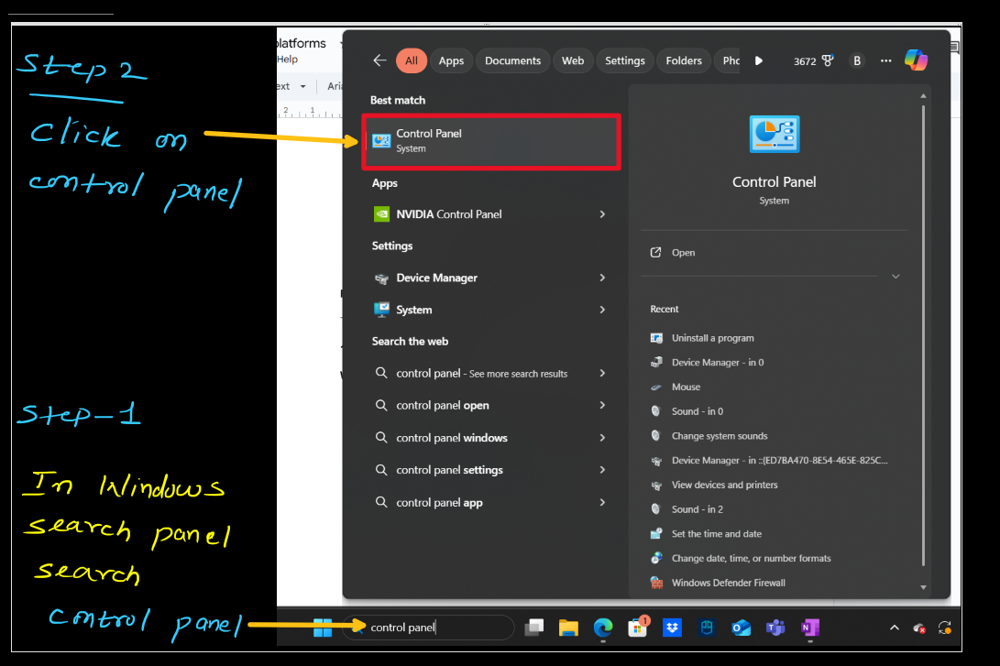 Step 2
Click on
control panel
Step-1
In Windows
search panel
search
control panel
platforms
Help
ext
Aria
2 1
All Apps Documents Web Settings Folders Pho 3672 B ...
Best match
Control Panel
System
Apps
NVIDIA Control Panel
Settings
Device Manager
System
Search the web
control panel - See more search results
control panel open
control panel windows
control panel settings
control panel app
Control Panel
System
Open
Recent
Uninstall a program
Device Manager - in 0
Mouse
Sound - in 0
Change system sounds
Device Manager - in ::{ED7BA470-8E54-465E-825C...
View devices and printers
Sound - in 2
Set the time and date
Change date, time, or number formats
Windows Defender Firewall
control panel
1